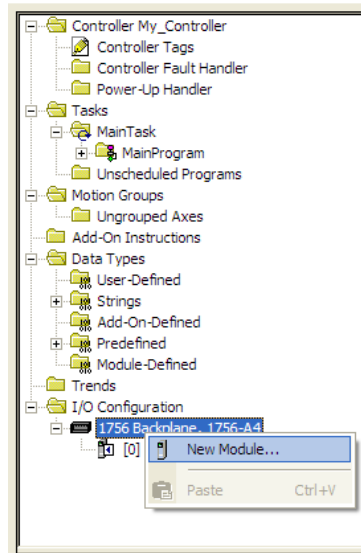 Controller My_Controller
Controller Tags
Controller Fault Handler
Power-Up Handler
Tasks
MainTask
MainProgram
Unscheduled Programs
Motion Groups
Ungrouped Axes
Add-On Instructions
Data Types
User-Defined
Strings
Add-On-Defined
Predefined
Module-Defined
Trends
I/O Configuration
1756 Backplane, 1756-A4
[0] New Module...
Paste Ctrl+V